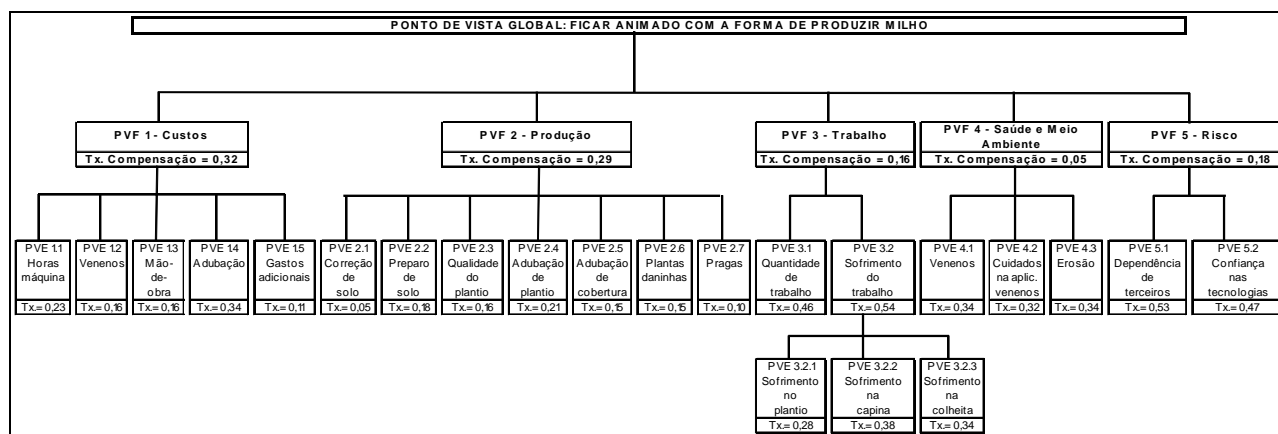 PONTO DE VISTA GLOBAL: FICAR ANIMADO COM A FORMA DE PRODUZIR MILHO
PVF 1 - Custos
Tx. Compensação = 0,32
PVF 2 - Produção
Tx. Compensação = 0,29
PVF 3 - Trabalho
Tx. Compensação = 0,16
PVF 4 - Saúde e Meio
Ambiente
Tx. Compensação = 0,05
PVF 5 - Risco
Tx. Compensação = 0,18
PVE 1.1
Horas
máquina
Tx.= 0,23
PVE 1.2
Venenos
Tx.= 0,16
PVE 1.3
Mão-
de-
obra
Tx.= 0,16
PVE 1.4
Adubação
Tx.= 0,34
PVE 1.5
Gastos
adicionais
Tx.= 0,11
PVE 2.1
Correção
de
solo
Tx.= 0,05
PVE 2.2
Preparo
de solo
Tx.= 0,18
PVE 2.3
Qualidade
do
plantio
Tx.= 0,16
PVE 2.4
Adubação
de
plantio
Tx.= 0,21
PVE 2.5
Adubação
de
cobertura
Tx.= 0,15
PVE 2.6
Plantas
daninhas
Tx.= 0,15
PVE 2.7
Pragas
Tx.= 0,10
PVE 3.1
Quantidade
de
trabalho
Tx.= 0,46
PVE 3.2
Sofrimento
do
trabalho
Tx.= 0,54
PVE 4.1
Venenos
Tx.= 0,34
PVE 4.2
Cuidados
na aplic.
venenos
Tx.= 0,32
PVE 4.3
Erosão
Tx.= 0,34
PVE 5.1
Dependência
de
terceiros
Tx.= 0,53
PVE 5.2
Confiança
nas
tecnologias
Tx.= 0,47
PVE 3.2.1
Sofrimento
no
plantio
Tx.= 0,28
PVE 3.2.2
Sofrimento
na
capina
Tx.= 0,38
PVE 3.2.3
Sofrimento
na
colheita
Tx.= 0,34